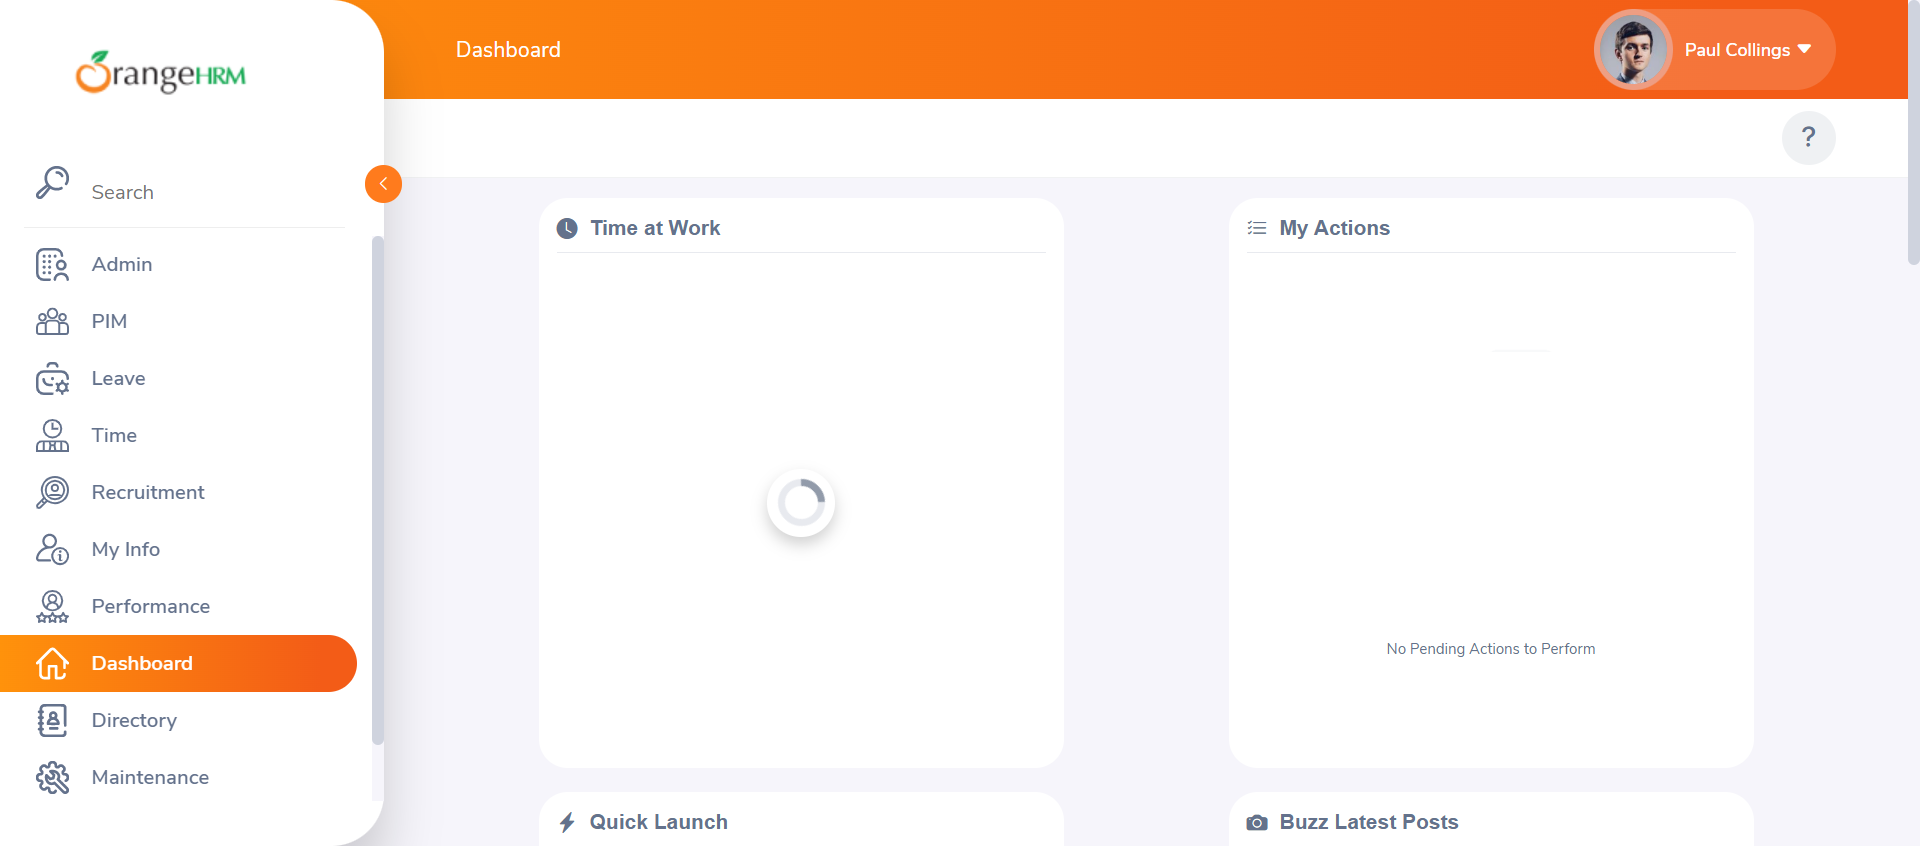 OrangeHRM
Search
Admin
PIM
Leave
Time
Recruitment
My Info
Performance
Dashboard
Directory
Maintenance
Dashboard
Paul Collings
?
Time at Work
My Actions
No Pending Actions to Perform
Quick Launch
Buzz Latest Posts